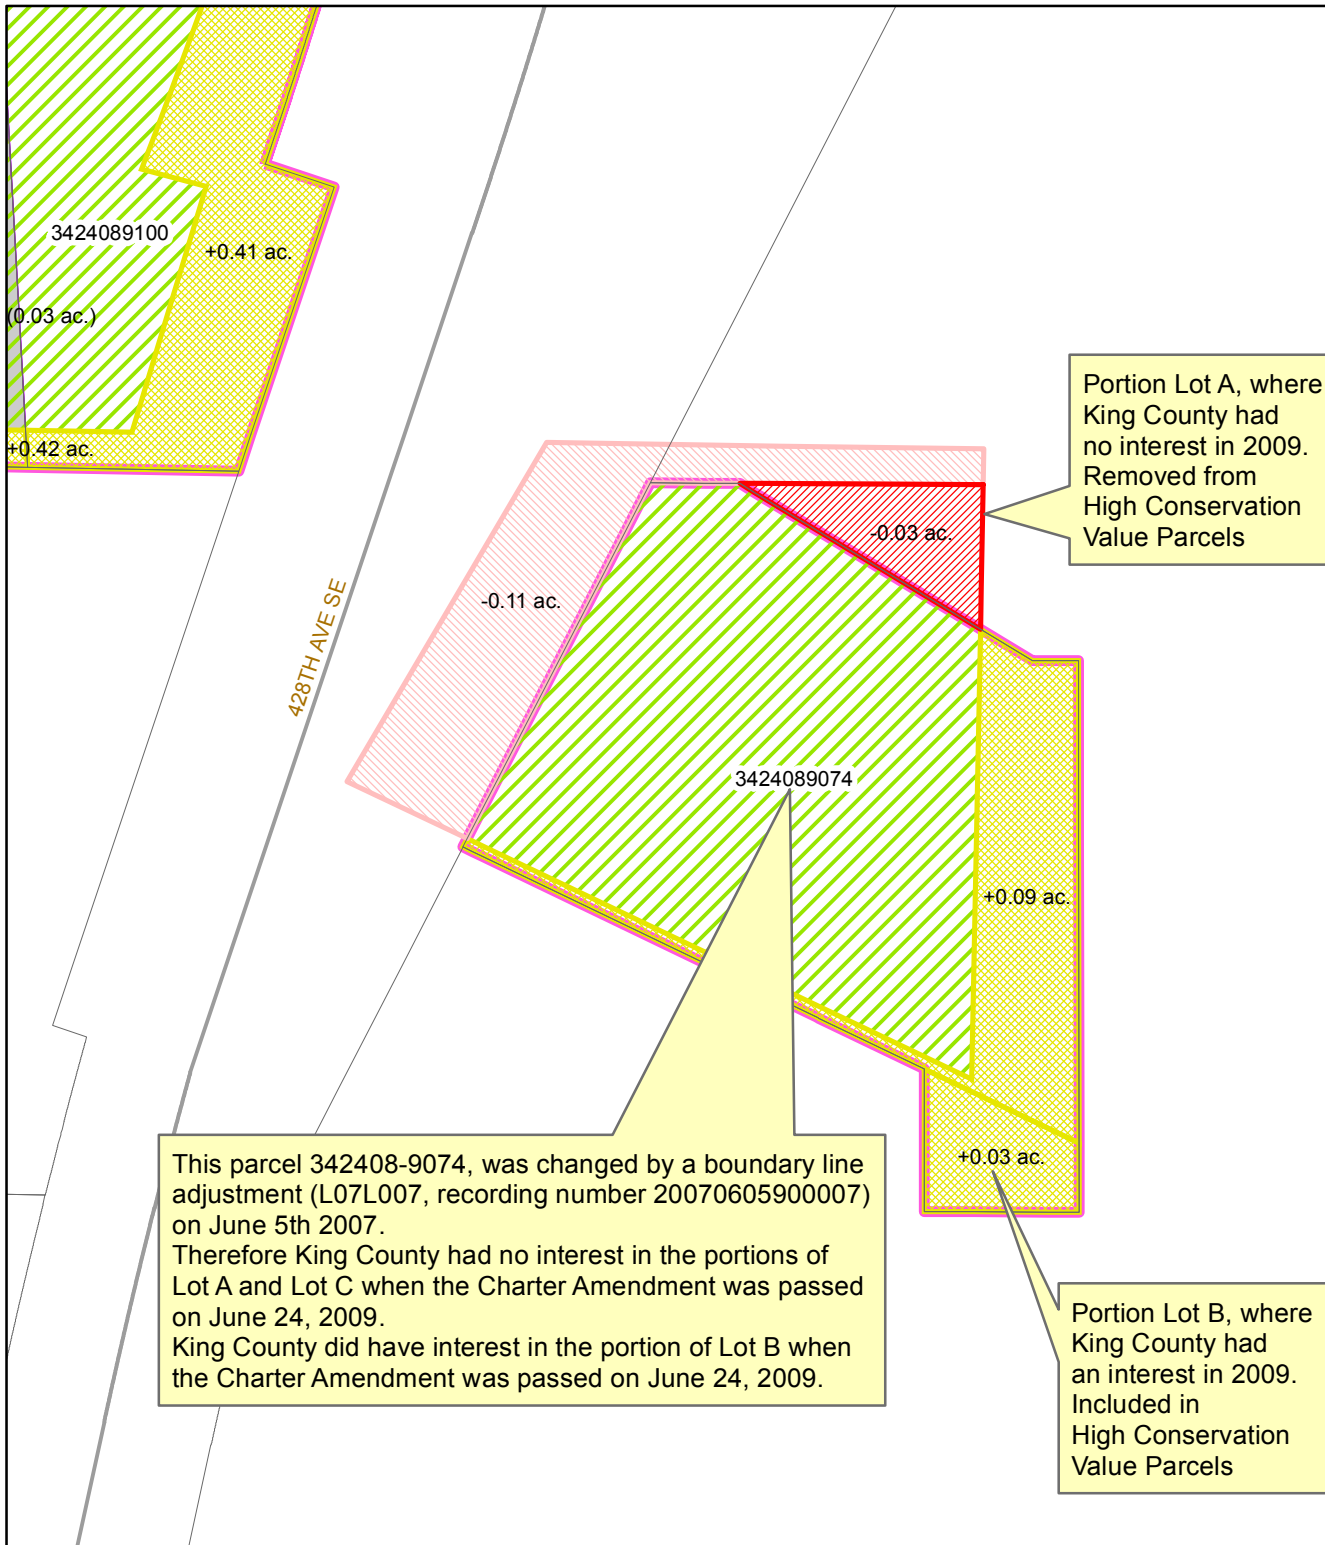 3424089100
+0.41 ac.
(0.03 ac.)
+0.42 ac.
Portion Lot A, where
King County had
no interest in 2009.
Removed from
High Conservation
Value Parcels
-0.03 ac.
-0.11 ac.
428TH AVE SE
3424089074
+0.09 ac.
This parcel 342408-9074, was changed by a boundary line
adjustment (L07L007, recording number 20070605900007)
on June 5th 2007.
Therefore King County had no interest in the portions of
Lot A and Lot C when the Charter Amendment was passed
on June 24, 2009.
King County did have interest in the portion of Lot B when
the Charter Amendment was passed on June 24, 2009.
+0.03 ac.
Portion Lot B, where
King County had
an interest in 2009.
Included in
High Conservation
Value Parcels